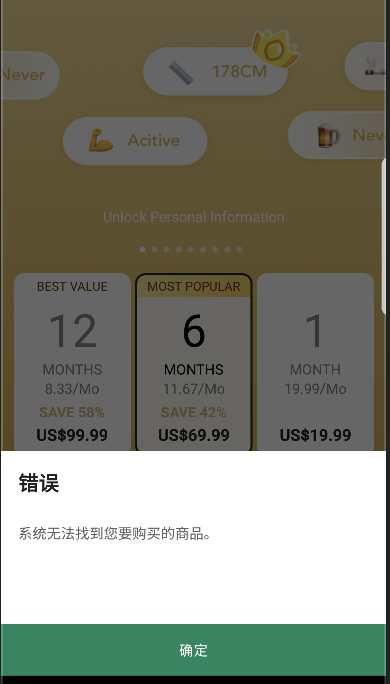 Never
178CM
Acitive
Nev
Unlock Personal Information
BEST VALUE
12
MONTHS
8.33/Mo
SAVE 58%
US$99.99
MOST POPULAR
6
MONTHS
11.67/Mo
SAVE 42%
US$69.99
1
MONTH
19.99/Mo
US$19.99
错误
系统无法找到您要购买的商品。
确定